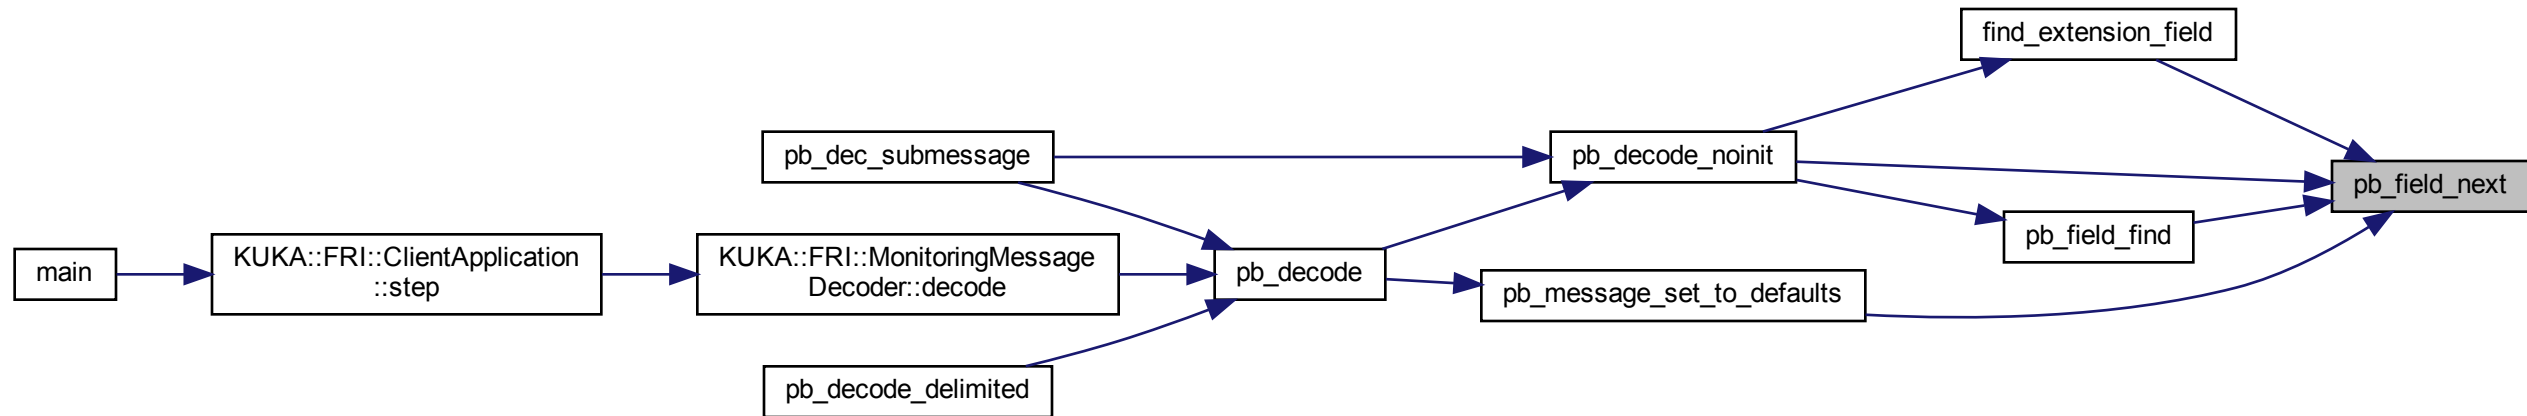 find_extension_field
pb_dec_submessage
pb_decode_noinit
pb_field_next
pb_field_find
main
KUKA::FRI::ClientApplication
::step
KUKA::FRI::MonitoringMessage
Decoder::decode
pb_decode
pb_message_set_to_defaults
pb_decode_delimited